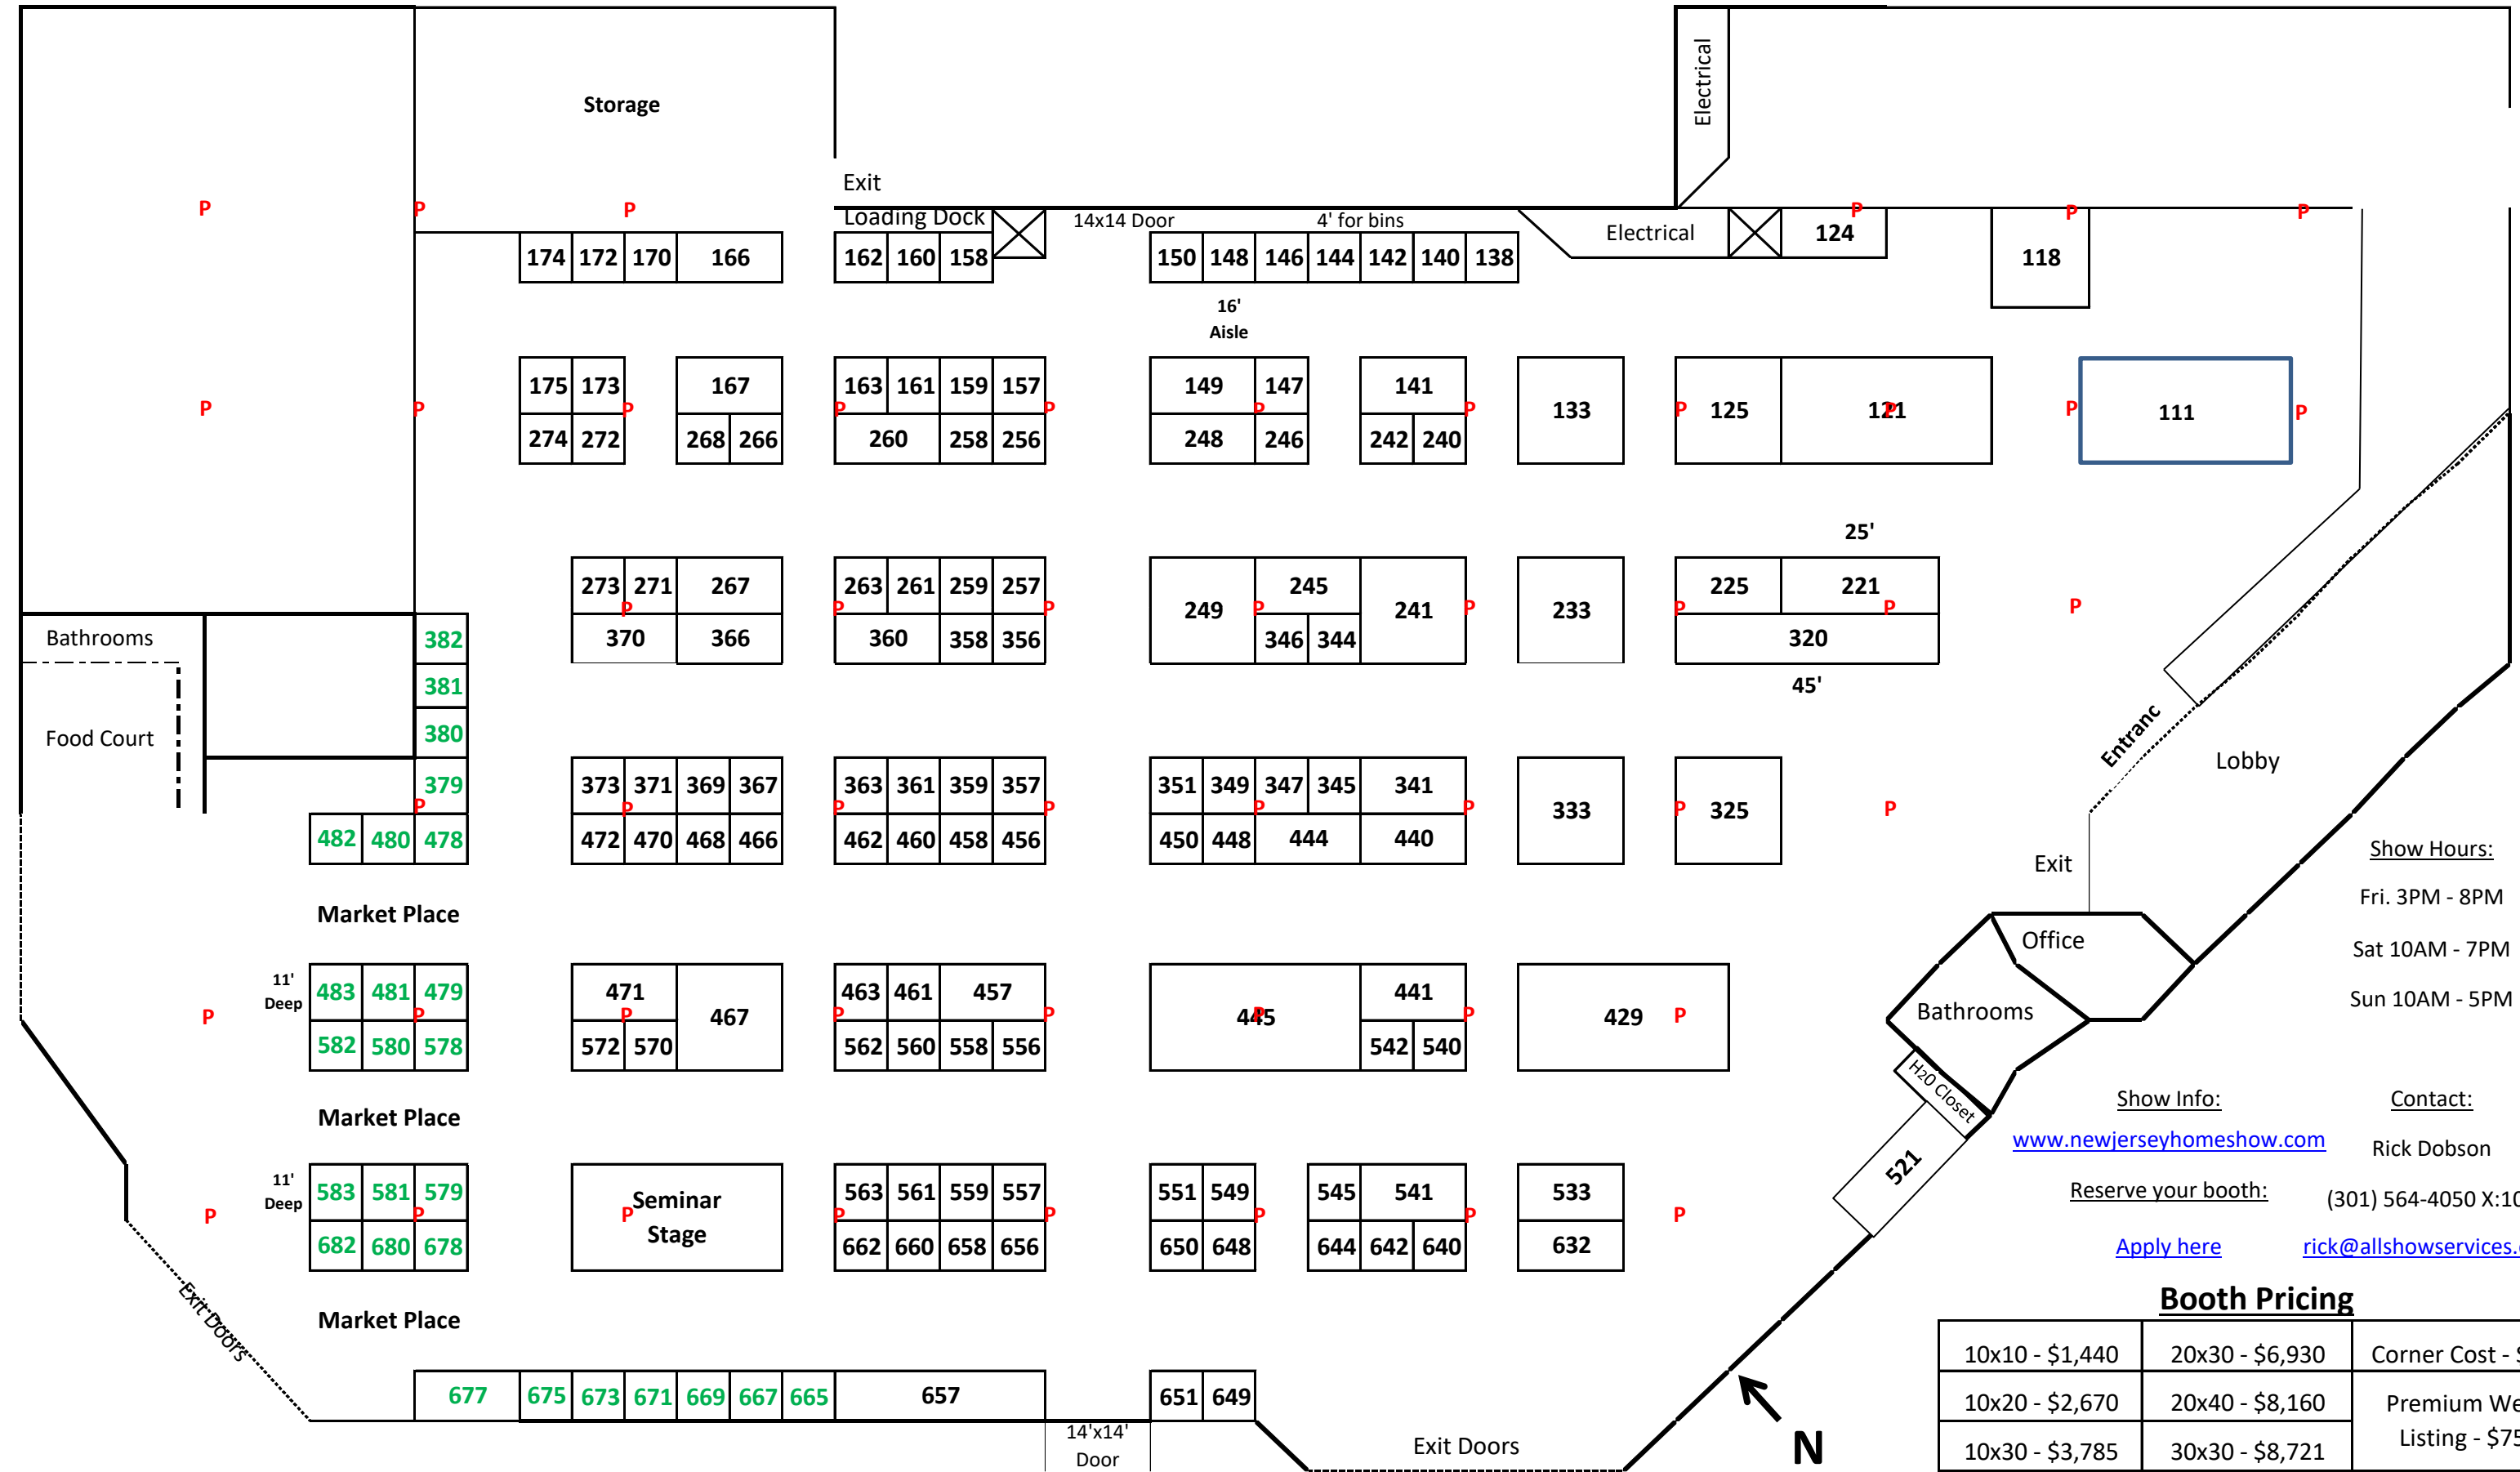 Storage
Electrical
Exit
P P P
Loading Dock 14x14 Door 4' for bins Electrical 124 P P P
174 172 170 166 162 160 158 150 148 146 144 142 140 138 118
16'
Aisle
175 173 167 163 161 159 157 149 147 141 133 125 121 111
P P P P P P P P P P P
274 272 268 266 260 258 256 248 246 242 240
25'
273 271 267 263 261 259 257 249 245 241 233 225 221
P P P P P P P P
Bathrooms 382 370 366 360 358 356 346 344 320
381 45'
Food Court 380 Entranc Lobby
379 373 371 369 367 363 361 359 357 351 349 347 345 341 333 325
P P P P P P P P
482 480 478 472 470 468 466 462 460 458 456 450 448 444 440
Exit
Show Hours:
Fri. 3PM - 8PM
Sat 10AM - 7PM
Sun 10AM - 5PM
Market Place
Office
Bathrooms
11'
Deep
483 481 479 471 467 463 461 457 445 441 429
P P P P P P P P
582 580 578 572 570 562 560 558 556 542 540
H20 Closet
Market Place
521
Show Info:
www.newjerseyhomeshow.com
Reserve your booth:
Apply here
Contact:
Rick Dobson
(301) 564-4050 X:10
rick@allshowservices.
11'
Deep
583 581 579 Seminar 563 561 559 557 551 549 545 541 533
P P P P P P P P
682 680 678 Stage 662 660 658 656 650 648 644 642 640 632
Exit Doors
Market Place
677 675 673 671 669 667 665 657 651 649
14'x14'
Door
Exit Doors
N
Booth Pricing
10x10 - $1,440 20x30 - $6,930 Corner Cost -
10x20 - $2,670 20x40 - $8,160 Premium We
10x30 - $3,785 30x30 - $8,721 Listing - $75